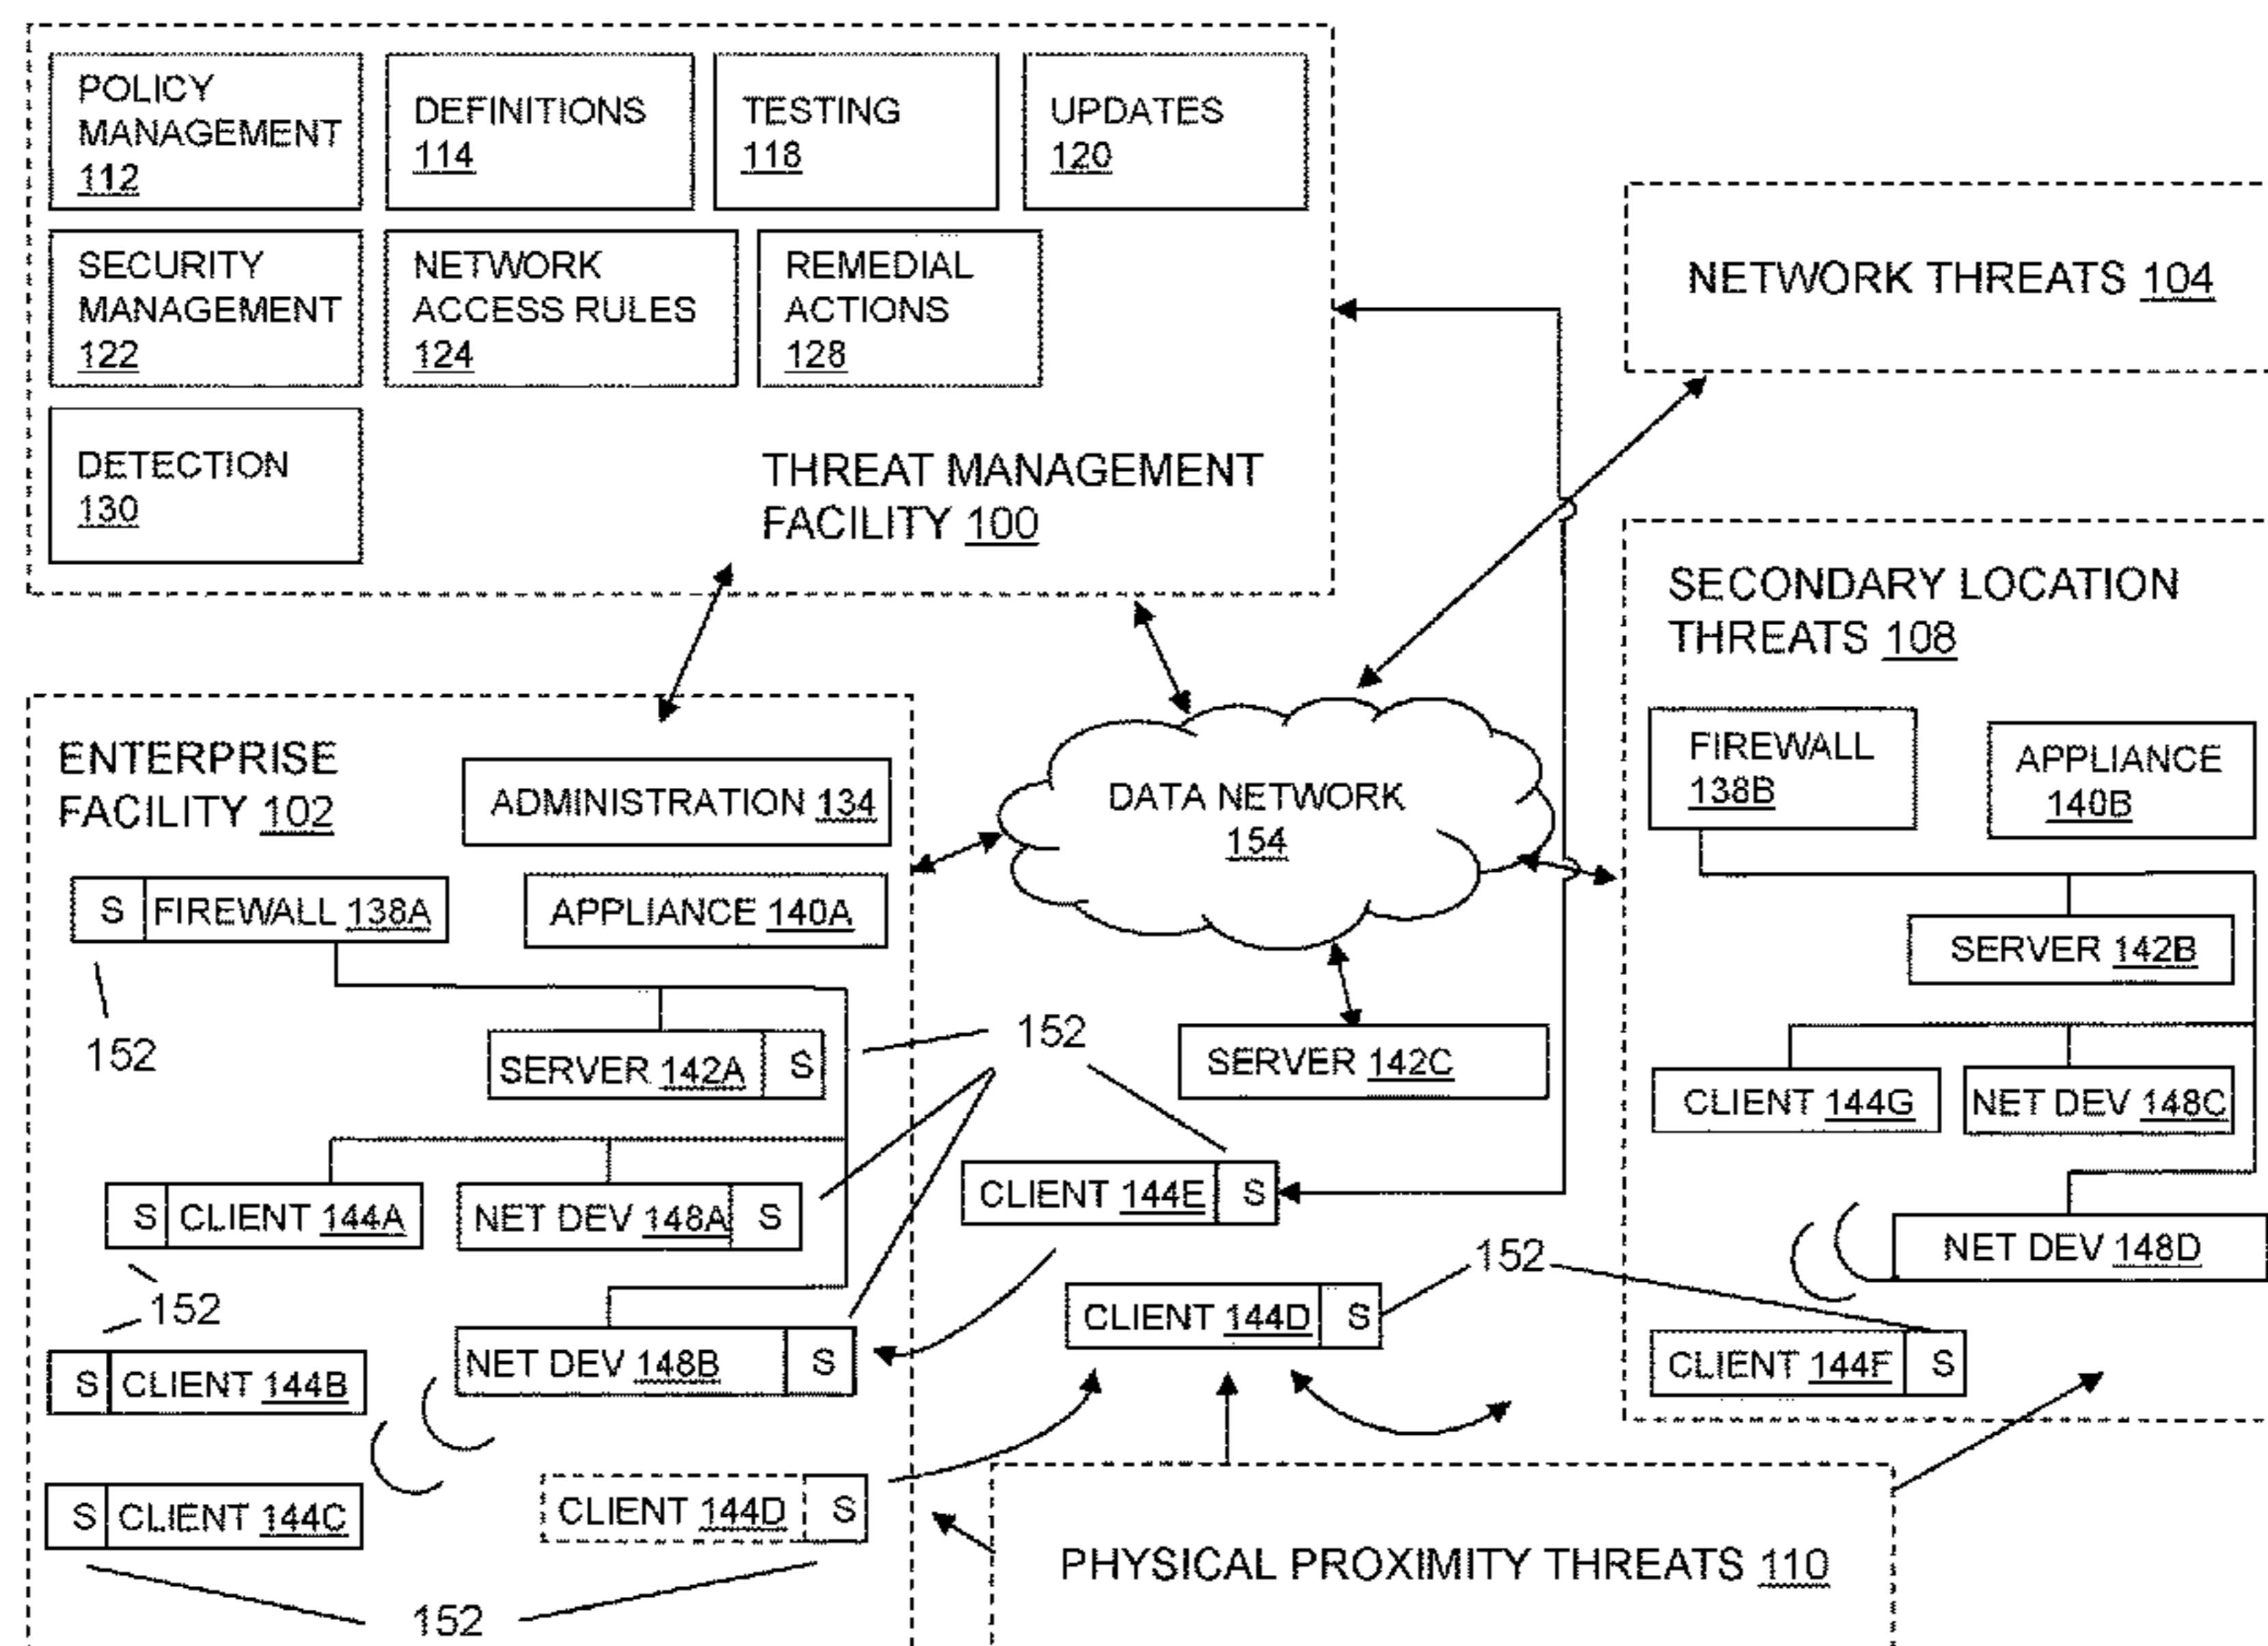 POLICY
MANAGEMENT
112
DEFINITIONS
114
TESTING
118
UPDATES
120
SECURITY
MANAGEMENT
122
NETWORK
ACCESS RULES
124
REMEDIAL
ACTIONS
128
DETECTION
130
THREAT MANAGEMENT
FACILITY 100
NETWORK THREATS 104
SECONDARY LOCATION
THREATS 108
FIREWALL
138B
APPLIANCE
140B
SERVER 142B
CLIENT 144G
NET DEV 148C
NET DEV 148D
CLIENT 144F S
ENTERPRISE
FACILITY 102
ADMINISTRATION 134
S FIREWALL 138A
APPLIANCE 140A
152
SERVER 142A S
152
S CLIENT 144A
NET DEV 148A S
152
S CLIENT 144B
NET DEV 148B S
S CLIENT 144C
CLIENT 144D S
152
DATA NETWORK
154
SERVER 142C
CLIENT 144E S
CLIENT 144D S
152
PHYSICAL PROXIMITY THREATS 110